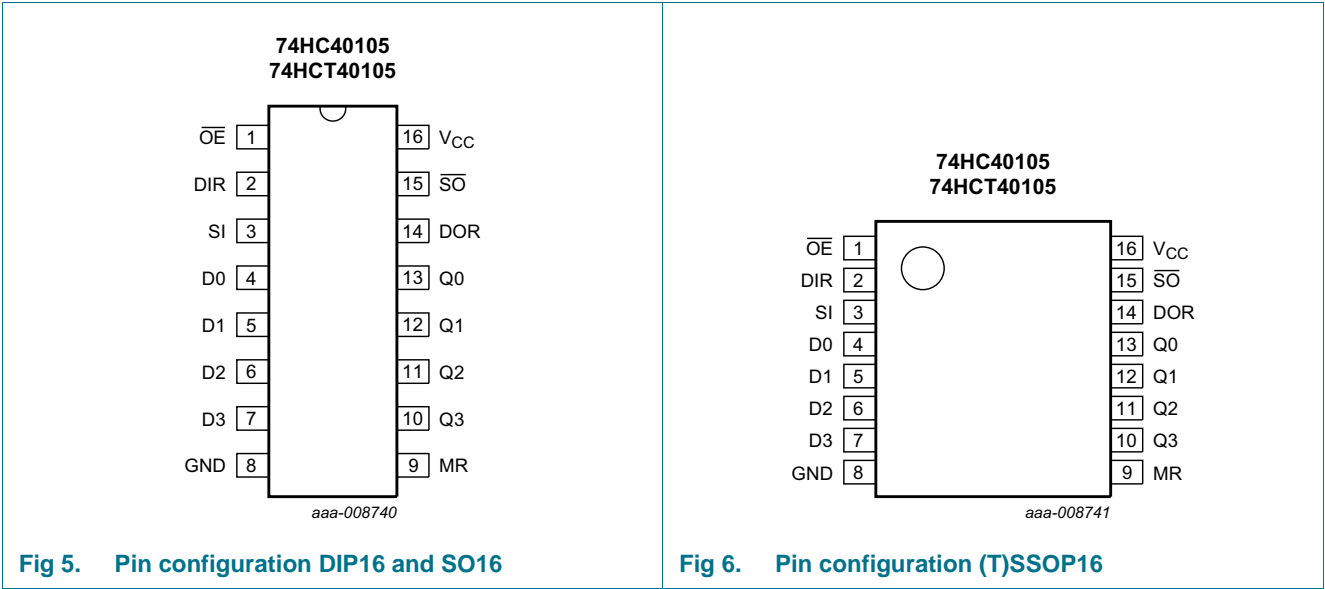 74HC40105
74HCT40105
O̅E̅ 1 16 VCC
DIR 2 15 S̅O̅
SI 3 14 DOR
D0 4 13 Q0
D1 5 12 Q1
D2 6 11 Q2
D3 7 10 Q3
GND 8 9 MR
aaa-008740
Fig 5. Pin configuration DIP16 and SO16
74HC40105
74HCT40105
O̅E̅ 1 16 VCC
DIR 2 15 S̅O̅
SI 3 14 DOR
D0 4 13 Q0
D1 5 12 Q1
D2 6 11 Q2
D3 7 10 Q3
GND 8 9 MR
aaa-008741
Fig 6. Pin configuration (T)SSOP16